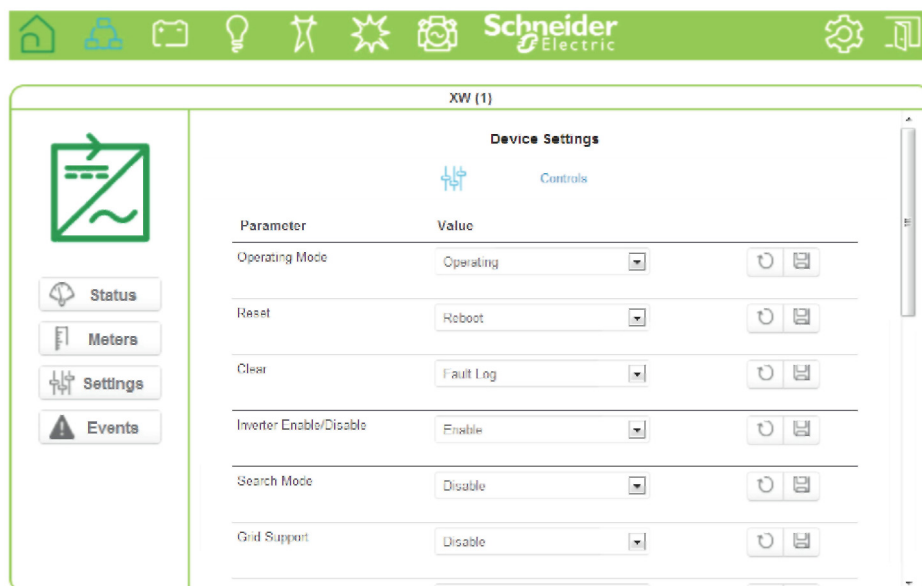 Schneider
Electric
XW (1)
Device Settings
Controls
Parameter Value
Operating Mode Operating
Status
Reset Reboot
Meters
Clear Fault Log
Settings
Inverter Enable/Disable Enable
Events
Search Mode Disable
Grid Support Disable